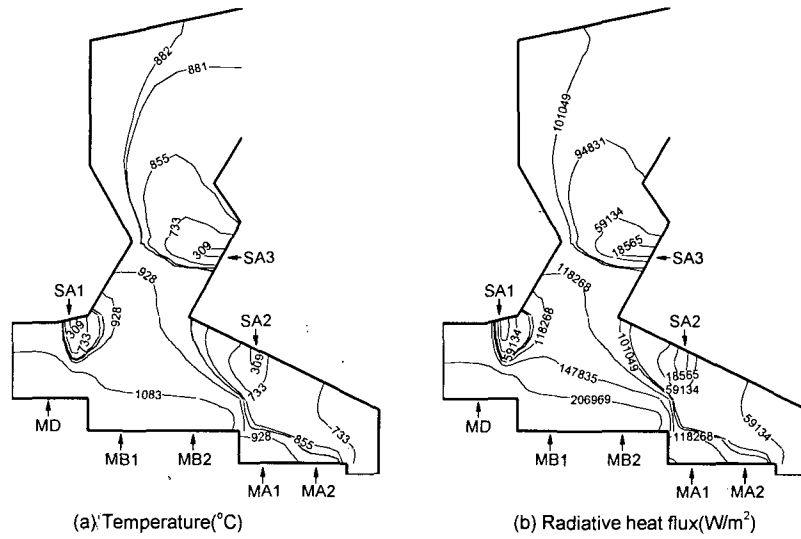 882
881
855
733
309
SA3
928
SA1
309
733
928
SA2
309
733
1083
928
855
733
MD
MB1
MB2
MA1
MA2
(a) Temperature(°C)
101049
94831
59134
18565
SA3
118268
SA1
59134
118268
SA2
101049
18565
59134
147835
206969
118268
59134
MD
MB1
MB2
MA1
MA2
(b) Radiative heat flux(W/m²)